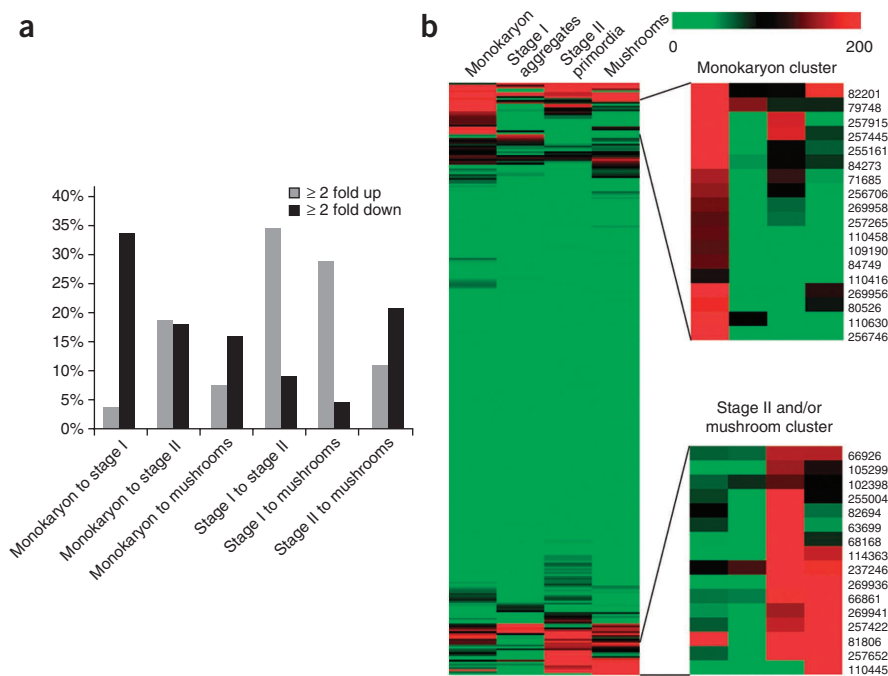 a
≥ 2 fold up
≥ 2 fold down
40%
35%
30%
25%
20%
15%
10%
5%
0%
Monokaryon to stage I
Monokaryon to stage II
Monokaryon to mushrooms
Stage I to stage II
Stage I to mushrooms
Stage II to mushrooms
b
Monokaryon
Stage I
aggregates
Stage II
primordia
Mushrooms
0
200
Monokaryon cluster
82201
79748
257915
257445
255161
84273
71685
256706
269958
257265
110458
109190
84749
110416
269956
80526
110630
256746
Stage II and/or
mushroom cluster
66926
105299
102398
255004
82694
63699
68168
114363
237246
269936
66861
269941
257422
81806
257652
110445